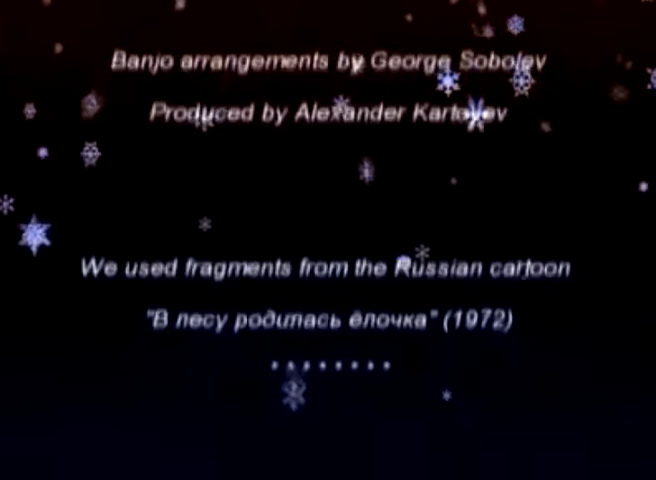 Banjo arrangements by George Sobolev
Produced by Alexander Kartovev
We used fragments from the Russian cartoon
"В лесу родилась ёлочка" (1972)
........